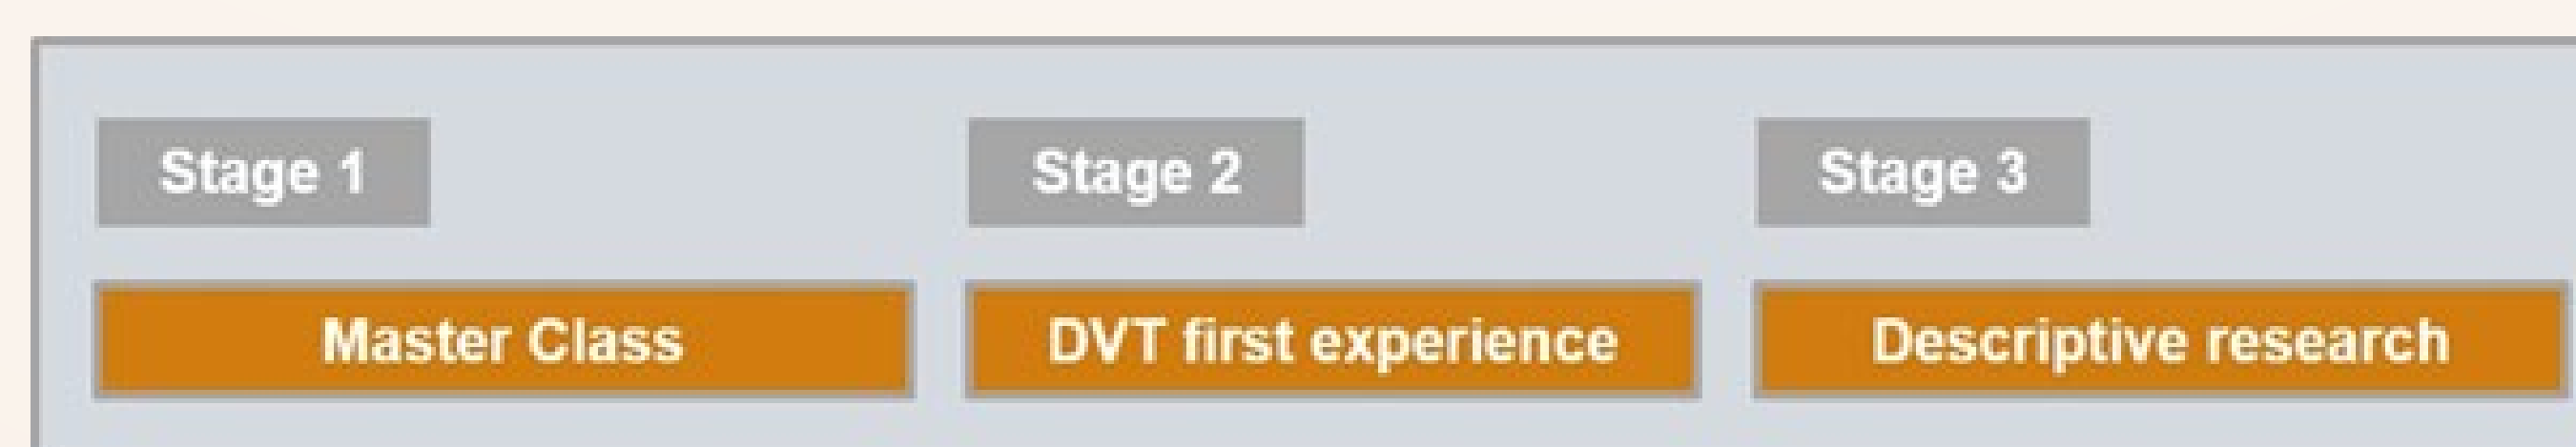 Stage 1
Stage 2
Stage 3
Master Class
DVT first experience
Descriptive research